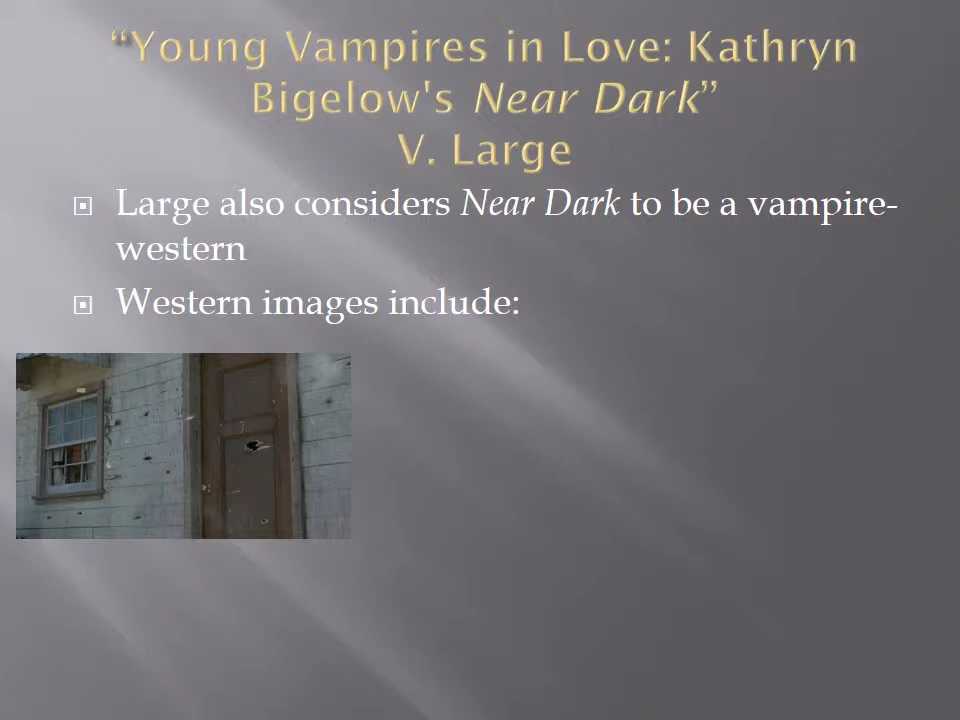 “Young Vampires in Love: Kathryn
Bigelow's Near Dark”
V. Large
Large also considers Near Dark to be a vampire-
western
Western images include: